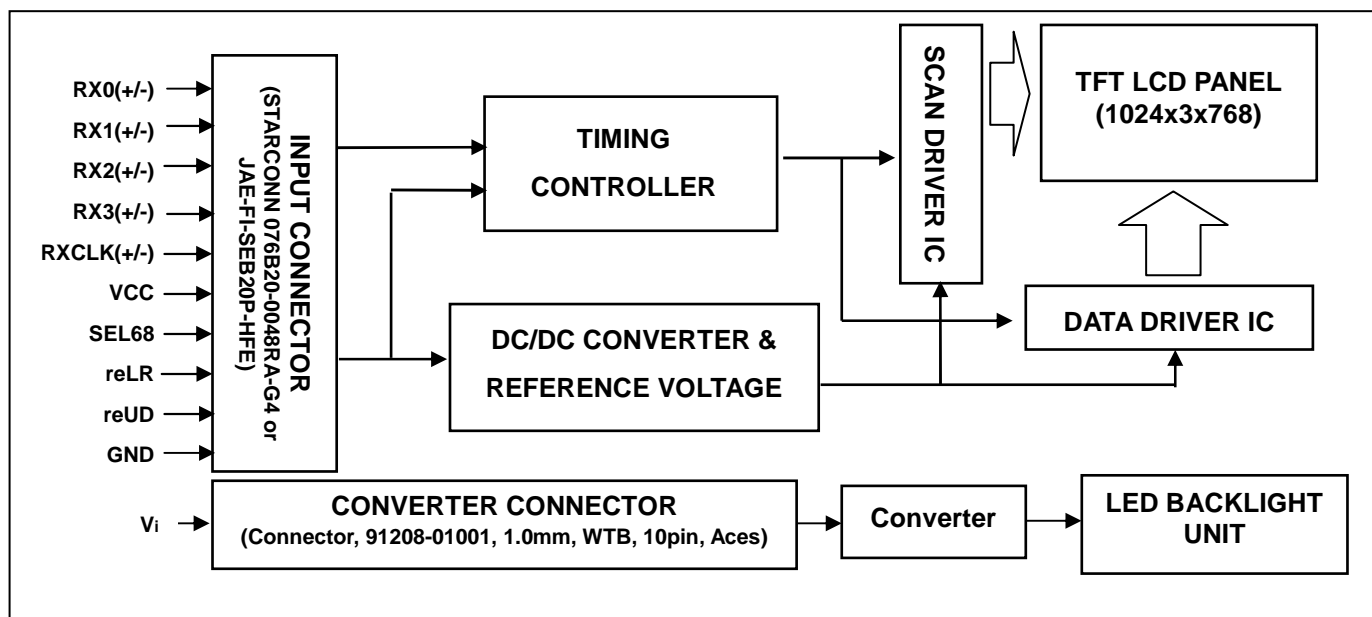 RX0(+/-)
RX1(+/-)
RX2(+/-)
RX3(+/-)
RXCLK(+/-)
VCC
SEL68
reLR
reUD
GND
INPUT CONNECTOR
(STARCONN 076B20-0048RA-G4 or
JAE-FI-SEB20P-HFE)
TIMING
CONTROLLER
DC/DC CONVERTER &
REFERENCE VOLTAGE
SCAN DRIVER IC
TFT LCD PANEL
(1024x3x768)
DATA DRIVER IC
Vi
CONVERTER CONNECTOR
(Connector, 91208-01001, 1.0mm, WTB, 10pin, Aces)
Converter
LED BACKLIGHT
UNIT